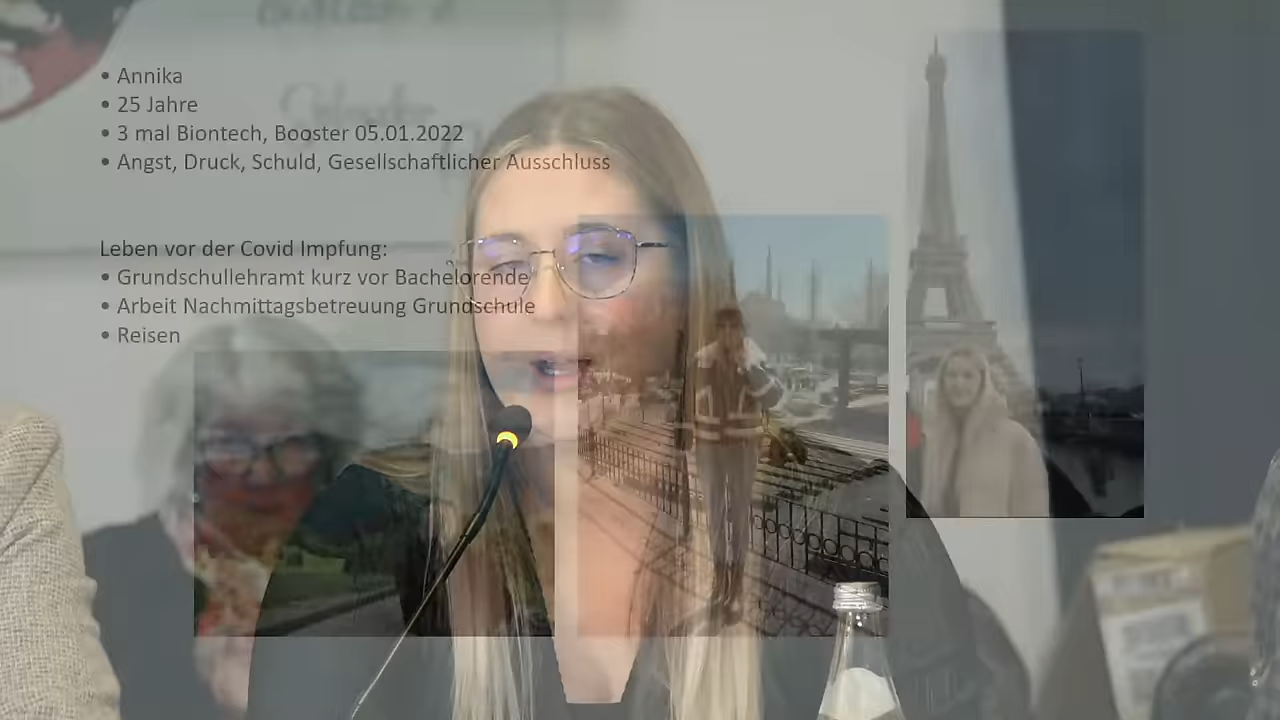 • Annika
• 25 Jahre
• 3 mal Biontech, Booster 05.01.2022
• Angst, Druck, Schuld, Gesellschaftlicher Ausschluss
Leben vor der Covid Impfung:
• Grundschullehramt kurz vor Bachelorende
• Arbeit Nachmittagsbetreuung Grundschule
• Reisen